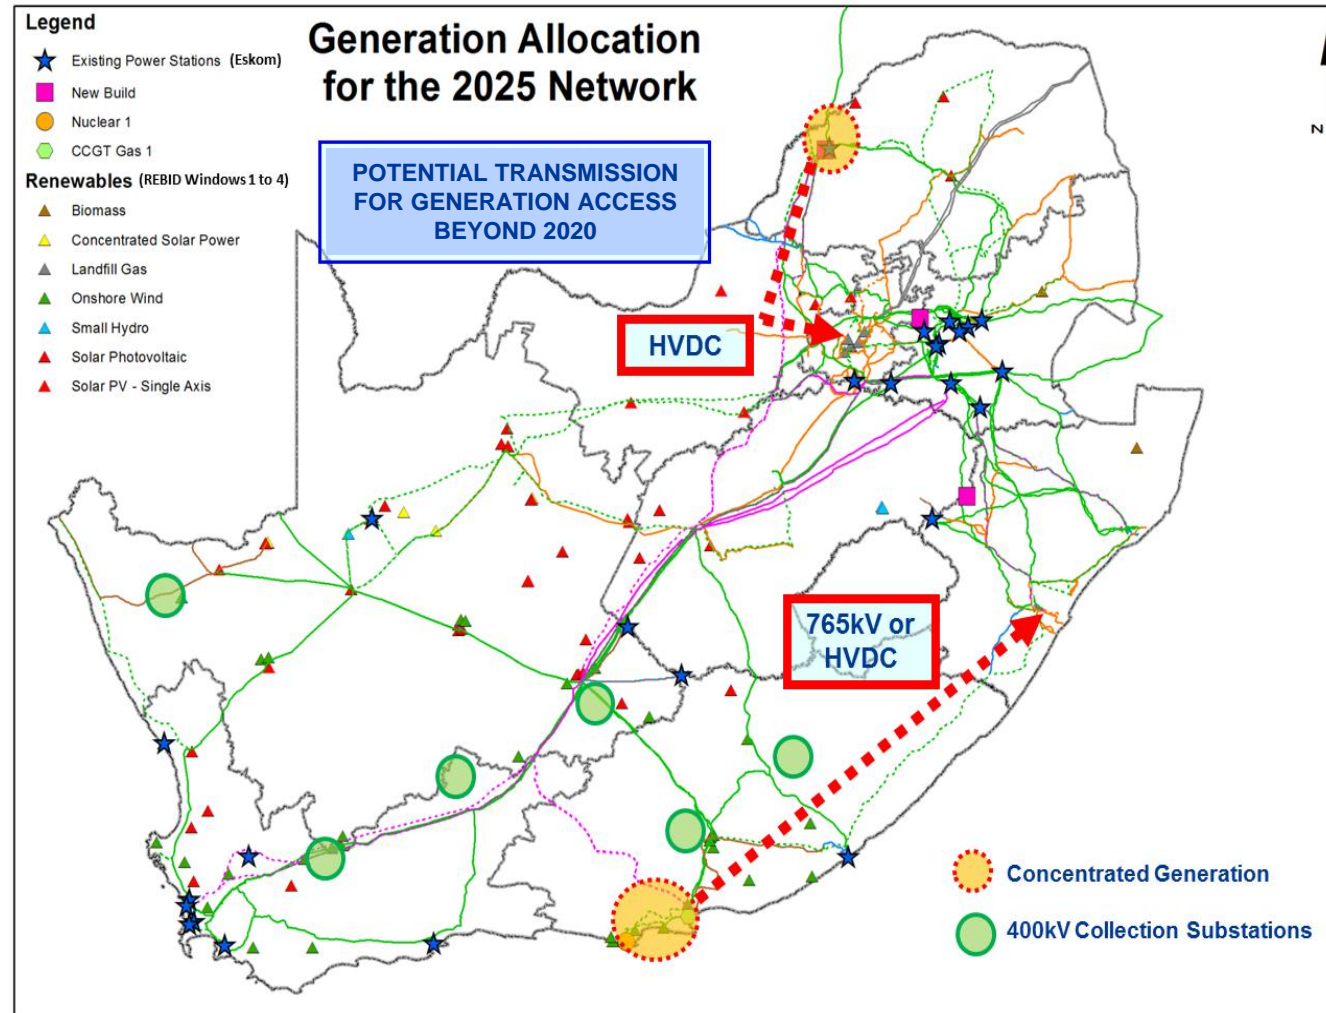 Legend
Existing Power Stations (Eskom)
New Build
Nuclear 1
CCGT Gas 1
Renewables (REBID Windows 1 to 4)
Biomass
Concentrated Solar Power
Landfill Gas
Onshore Wind
Small Hydro
Solar Photovoltaic
Solar PV - Single Axis
Generation Allocation
for the 2025 Network
POTENTIAL TRANSMISSION
FOR GENERATION ACCESS
BEYOND 2020
HVDC
765kV or
HVDC
Concentrated Generation
400kV Collection Substations
z